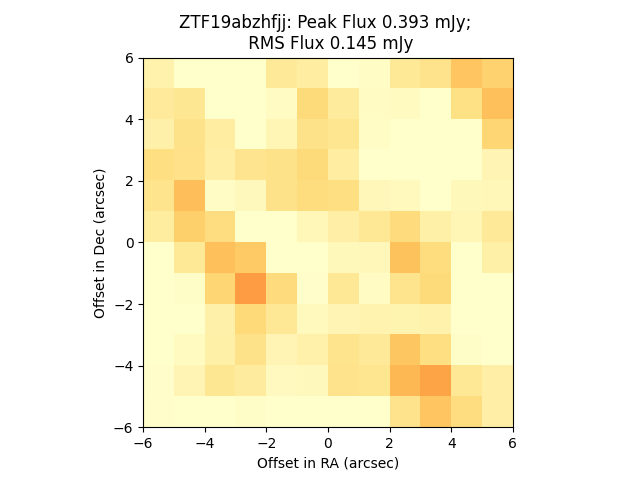 ZTF19abzhfjj: Peak Flux 0.393 mJy;
RMS Flux 0.145 mJy
6
4
2
0
−2
−4
−6
Offset in Dec (arcsec)
−6 −4 −2 0 2 4 6
Offset in RA (arcsec)